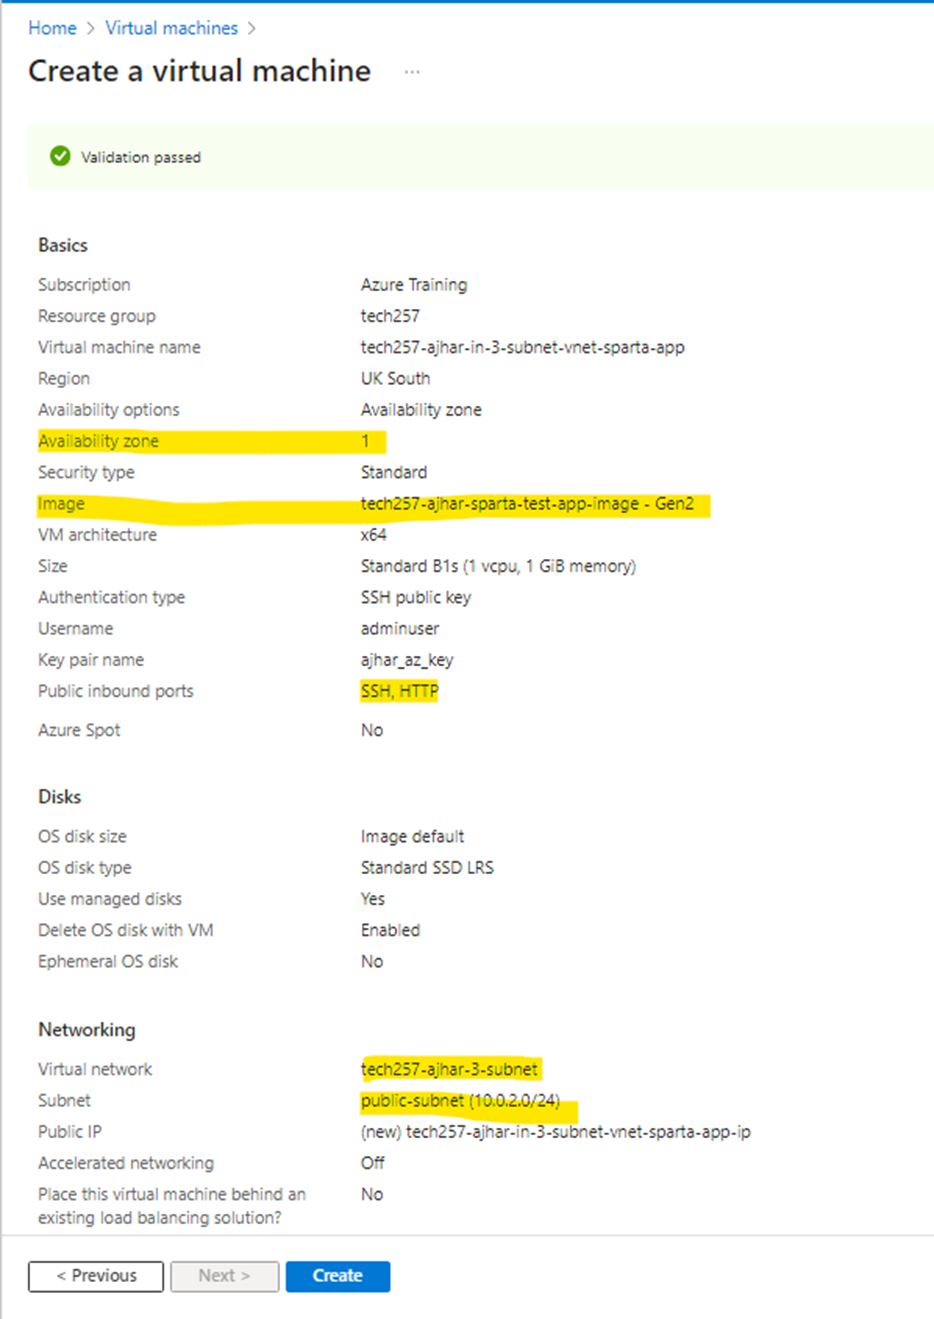 Home > Virtual machines >
Create a virtual machine ...
Validation passed
Basics
Subscription Azure Training
Resource group tech257
Virtual machine name tech257-ajhar-in-3-subnet-vnet-sparta-app
Region UK South
Availability options Availability zone
Availability zone 1
Security type Standard
Image tech257-ajhar-sparta-test-app-image - Gen2
VM architecture x64
Size Standard B1s (1 vcpu, 1 GiB memory)
Authentication type SSH public key
Username adminuser
Key pair name ajhar_az_key
Public inbound ports SSH, HTTP
Azure Spot No
Disks
OS disk size Image default
OS disk type Standard SSD LRS
Use managed disks Yes
Delete OS disk with VM Enabled
Ephemeral OS disk No
Networking
Virtual network tech257-ajhar-3-subnet
Subnet public-subnet (10.0.2.0/24)
Public IP (new) tech257-ajhar-in-3-subnet-vnet-sparta-app-ip
Accelerated networking Off
Place this virtual machine behind an No
existing load balancing solution?
< Previous Next > Create